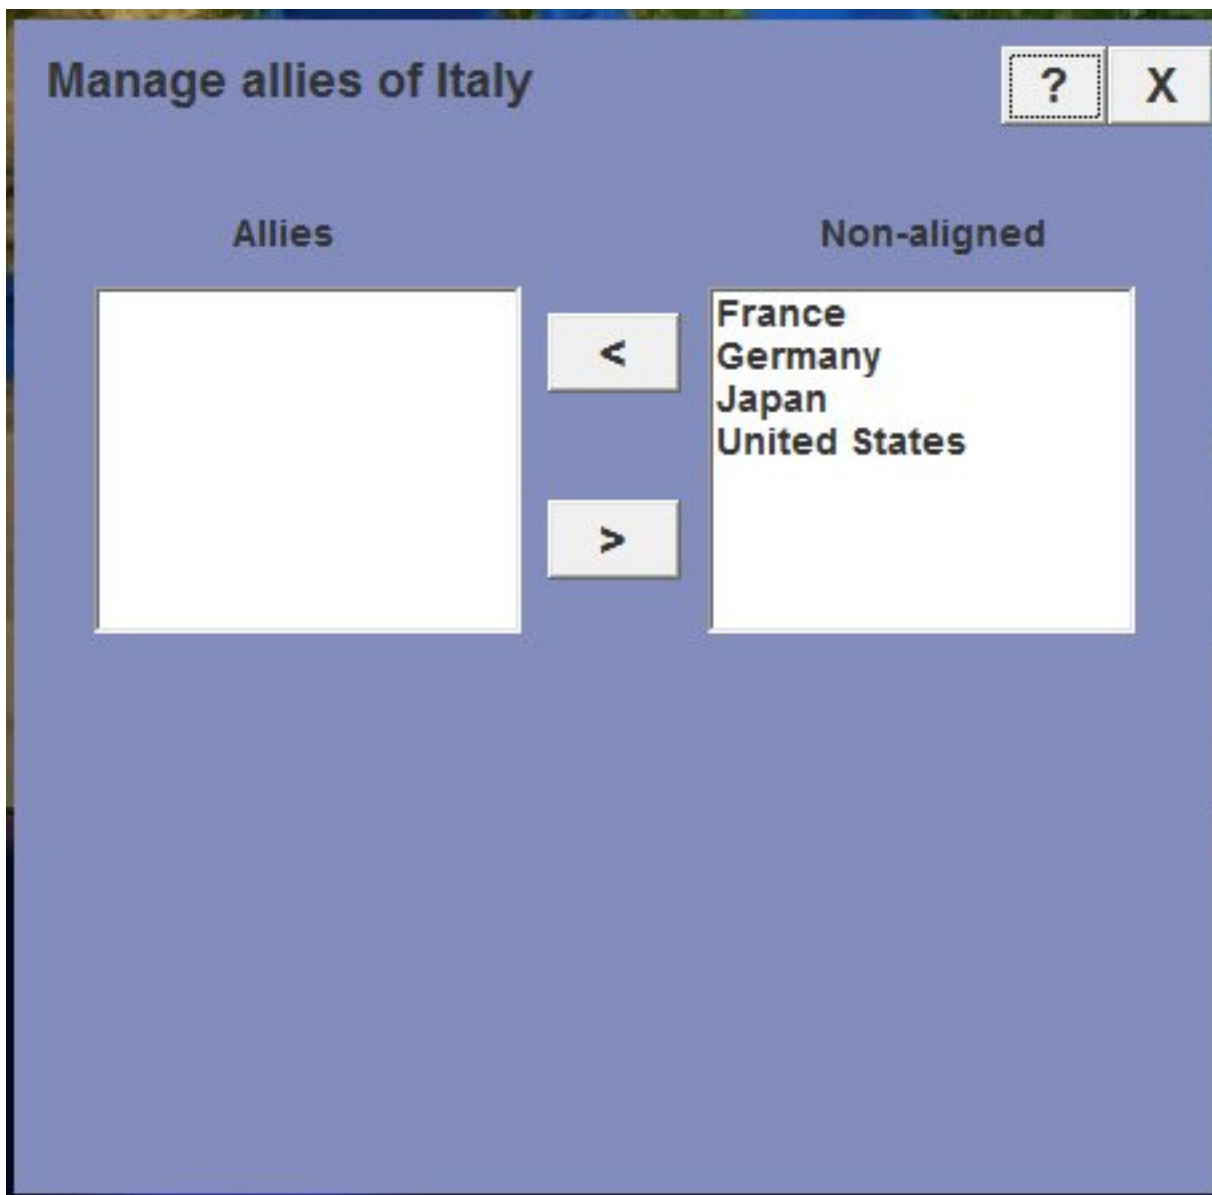 Manage allies of Italy
? X
Allies
Non-aligned
<
>
France
Germany
Japan
United States